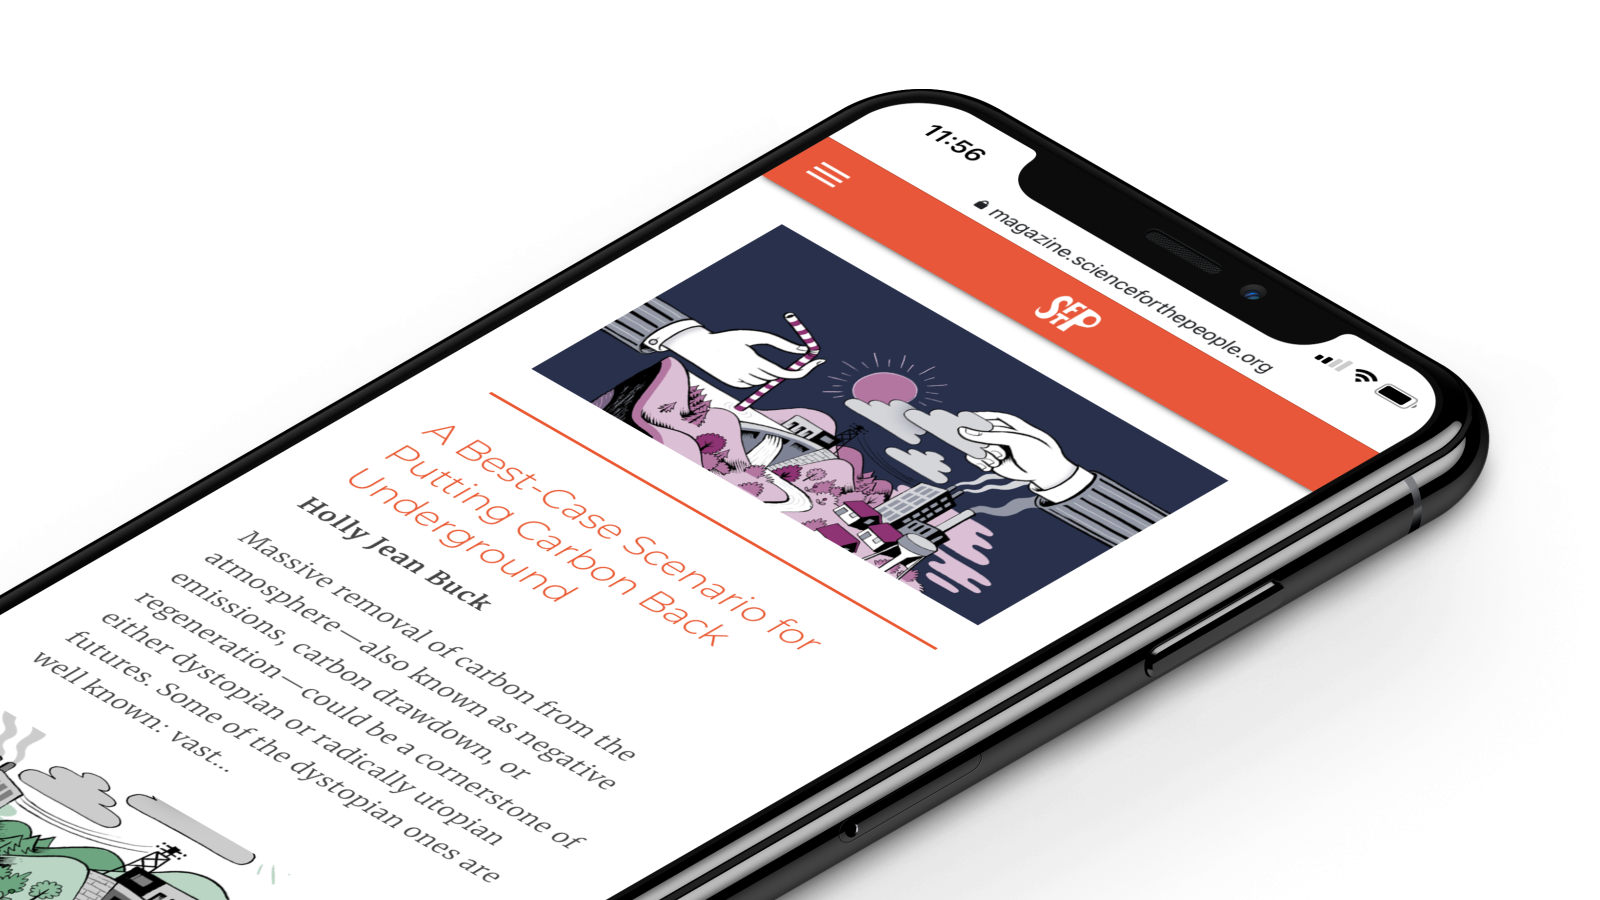 11:56
magazine.scienceforthepeople.org
SftP
A Best-Case Scenario for
Putting Carbon Back
Underground
Holly Jean Buck
Massive removal of carbon from the
atmosphere—also known as negative
emissions, carbon drawdown, or
regeneration—could be a cornerstone of
either dystopian or radically utopian
futures. Some of the dystopian ones are
well known: vast...